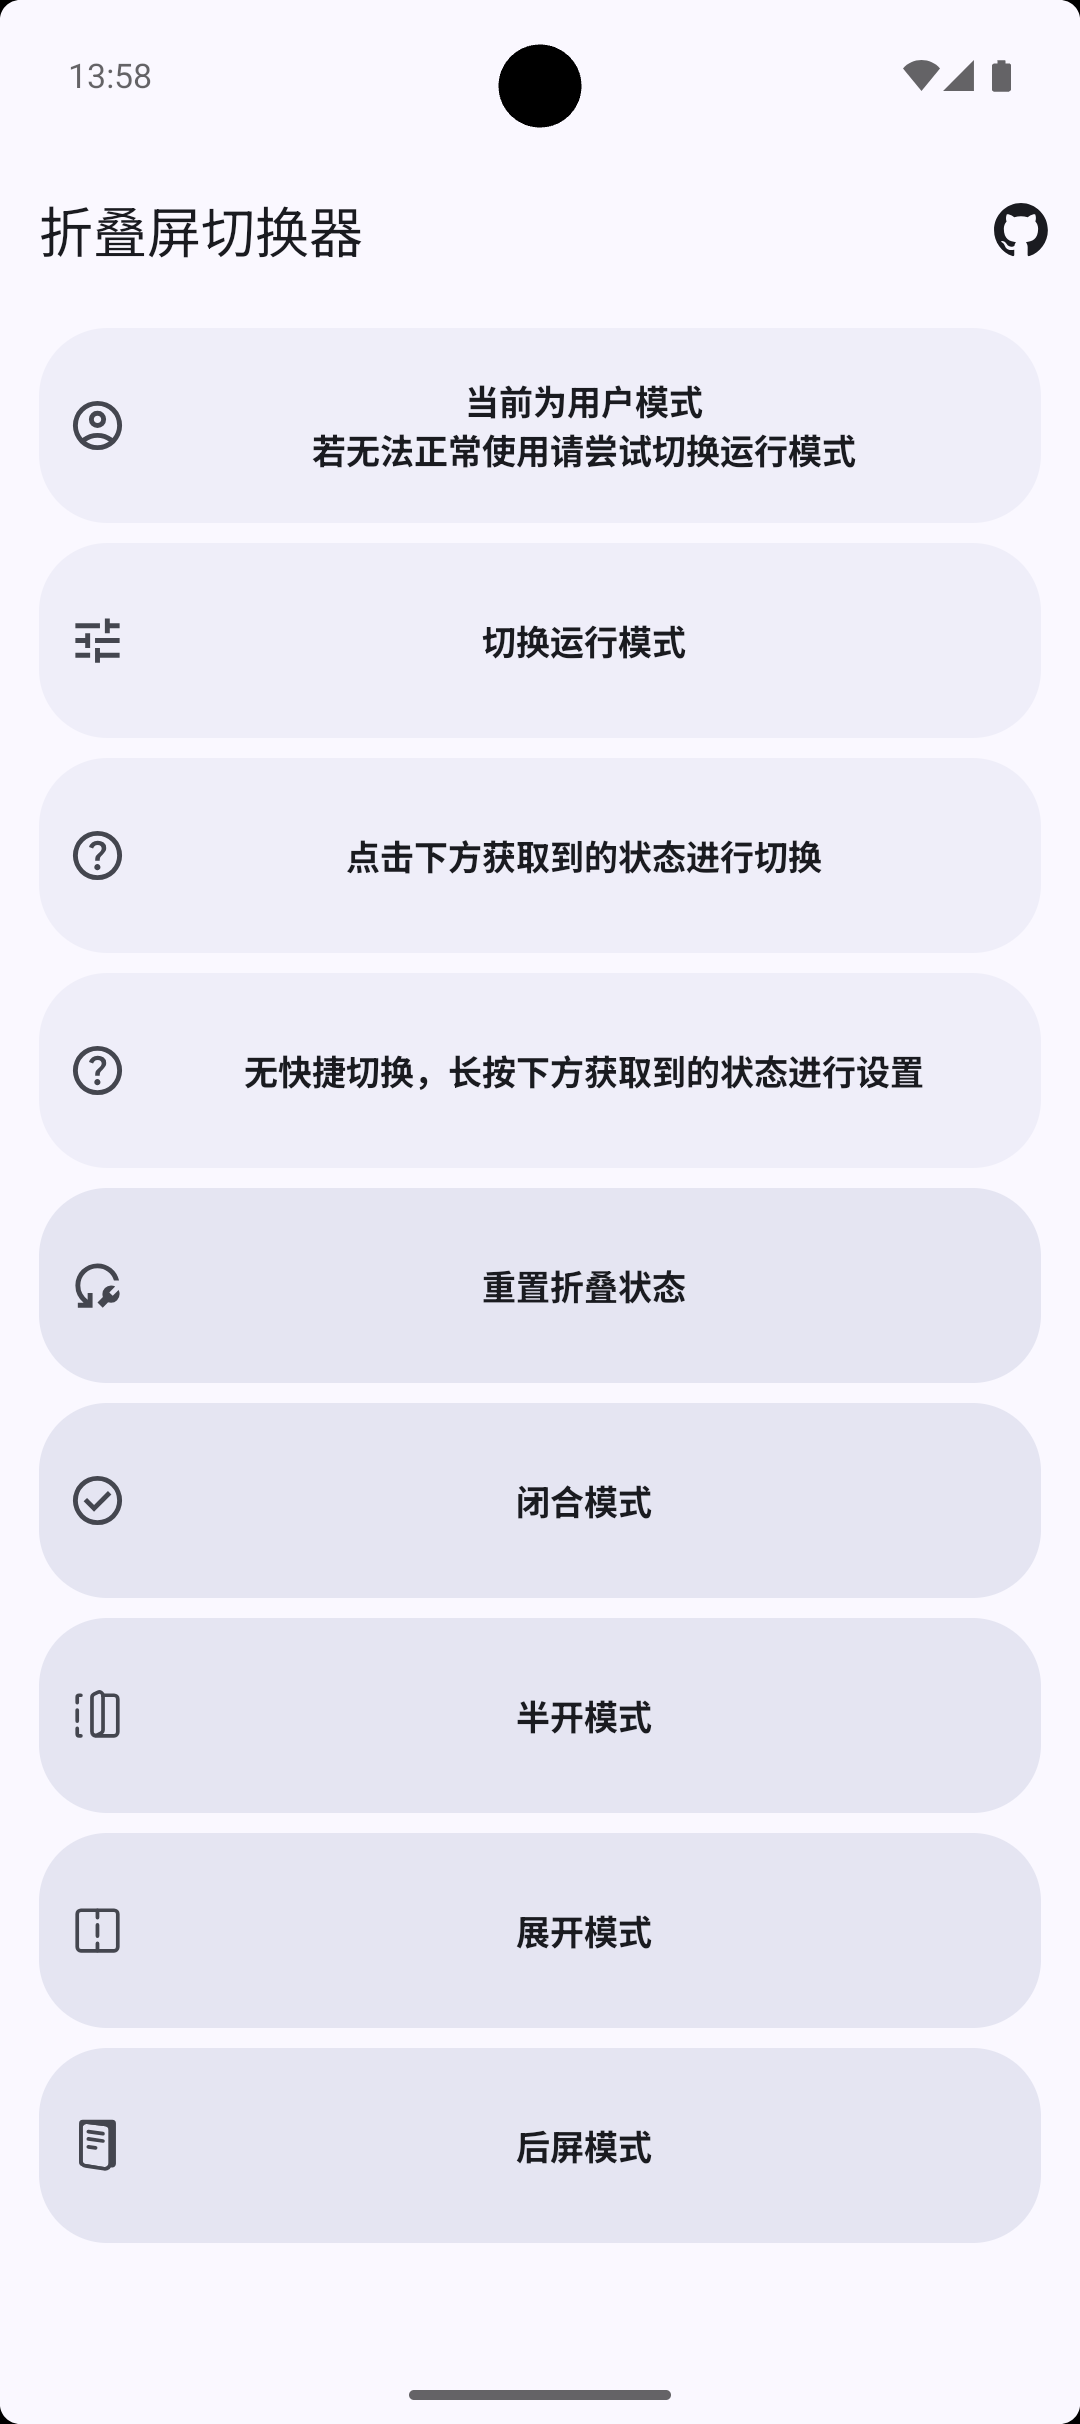 13:58
折叠屏切换器
当前为用户模式
若无法正常使用请尝试切换运行模式
切换运行模式
点击下方获取到的状态进行切换
无快捷切换，长按下方获取到的状态进行设置
重置折叠状态
闭合模式
半开模式
展开模式
后屏模式